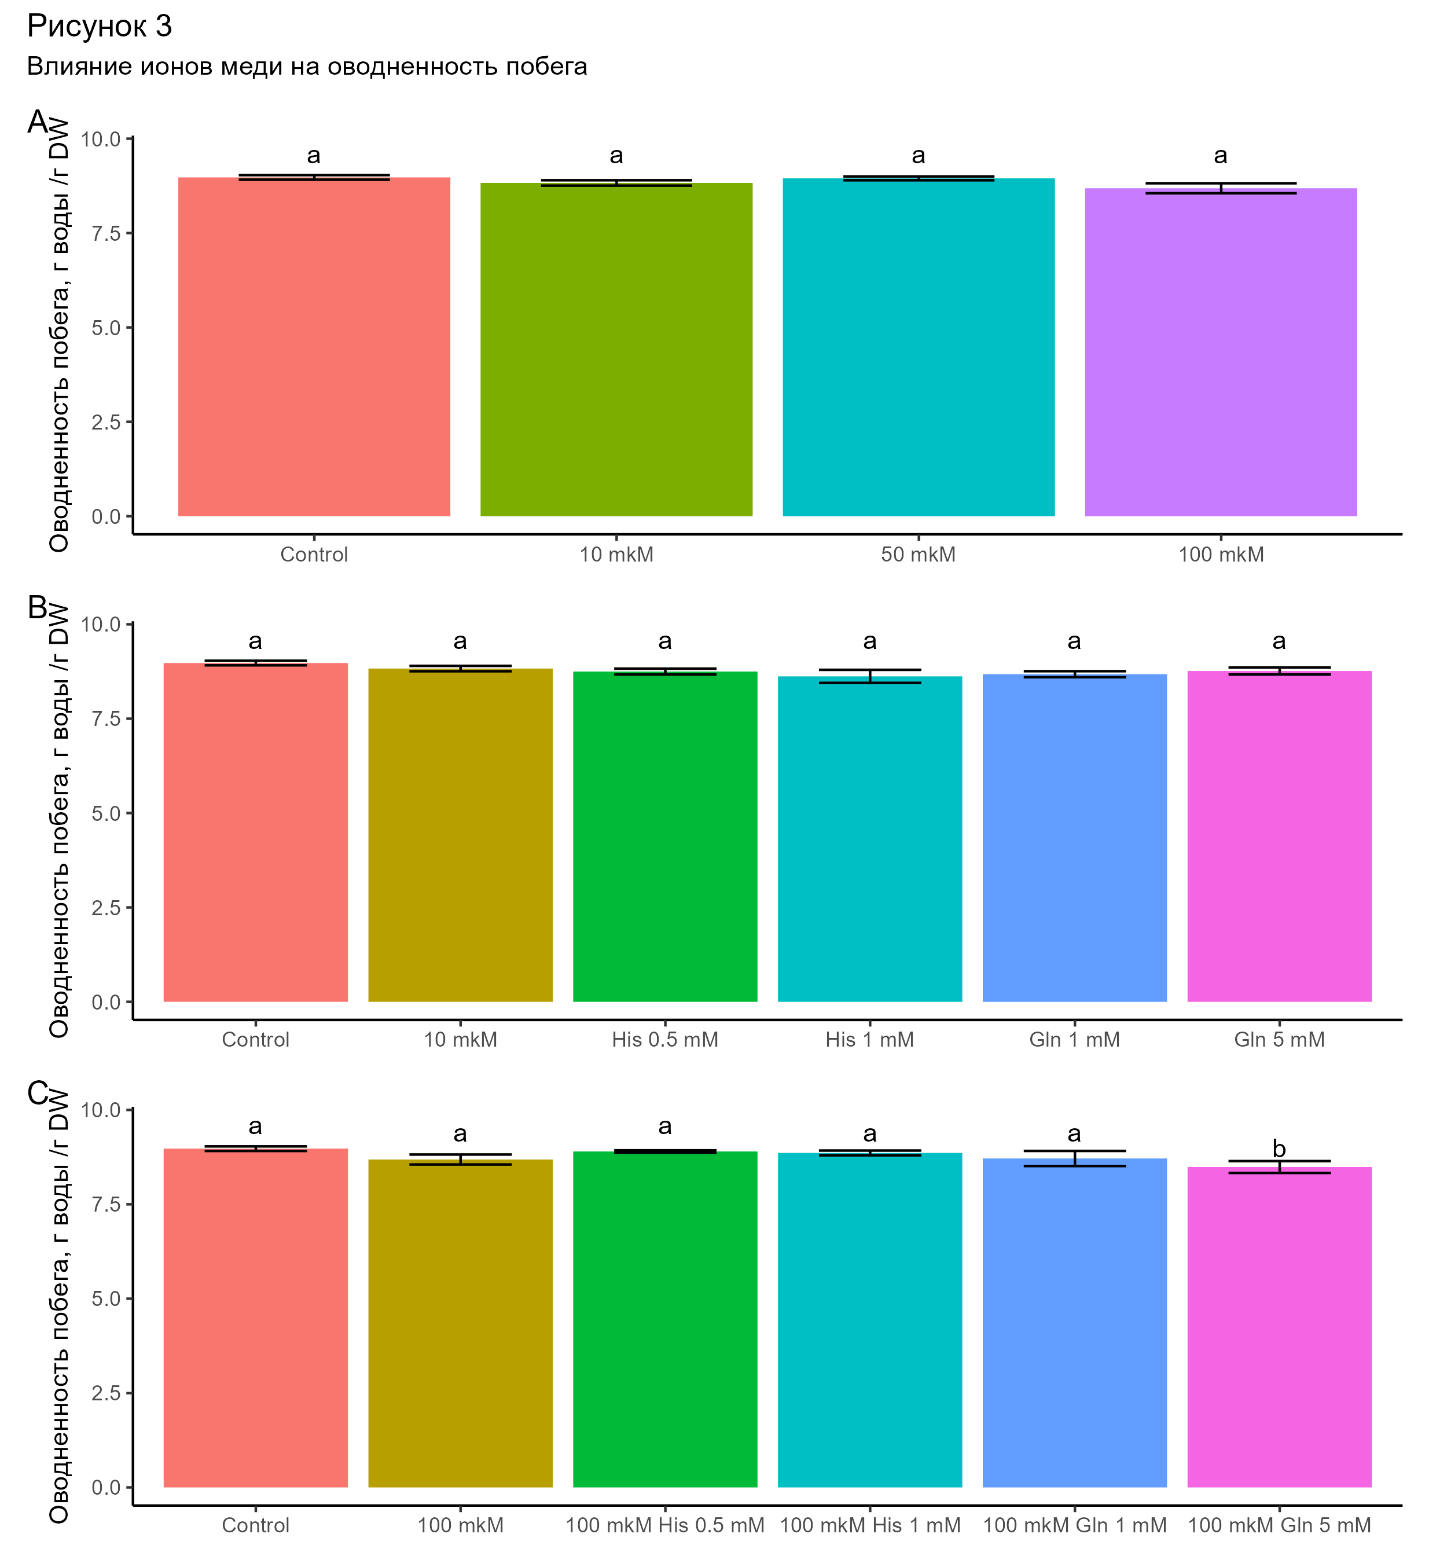 Рисунок 3
Влияние ионов меди на оводненность побега
A
Оводненность побега, г воды /г DW
10.0
7.5
5.0
2.5
0.0
a a a a
Control 10 mkM 50 mkM 100 mkM
B
Оводненность побега, г воды /г DW
10.0
7.5
5.0
2.5
0.0
a a a a a a
Control 10 mkM His 0.5 mM His 1 mM Gln 1 mM Gln 5 mM
C
Оводненность побега, г воды /г DW
10.0
7.5
5.0
2.5
0.0
a a a a a b
Control 100 mkM 100 mkM His 0.5 mM 100 mkM His 1 mM 100 mkM Gln 1 mM 100 mkM Gln 5 mM